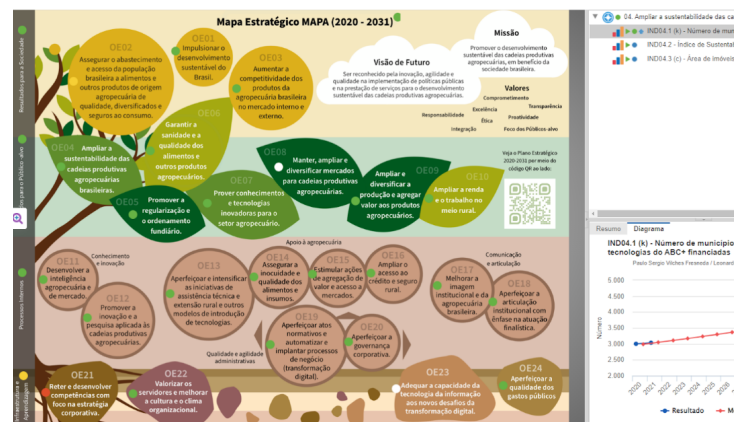 Mapa Estratégico MAPA (2020 - 2031)
Missão
Promover o desenvolvimento
sustentável das cadeias produtivas
agropecuárias, em benefício da
sociedade brasileira.
Visão de Futuro
Ser reconhecido pela inovação, agilidade e
qualidade na implementação de políticas públicas
e na prestação de serviços para o desenvolvimento
sustentável das cadeias produtivas agropecuárias.
Valores
Comprometimento
Transparência
Excelência
Responsabilidade
Creatividade
Ética
Integração
Foco das Públicos-alvo
Resultados para a Sociedade
OE01
Impulsionar o
desenvolvimento
sustentável do
Brasil.
OE02
Assegurar o abastecimento
e acesso da população
brasileira a alimentos e
outros produtos de origem
agropecuária de
qualidade, diversificados e
seguros ao consumo.
OE03
Aumentar a
competitividade dos
produtos da
agropecuária brasileira
no mercado interno e
externo.
OE06
Garantir a
sanidade e a
qualidade dos
alimentos e
outros produtos
agropecuários.
para o Público -alvo
OE04
Ampliar a
sustentabilidade das
cadeias produtivas
agropecuárias
brasileiras.
OE05
Promover a
regularização e
o ordenamento
fundiário.
OE07
Prover conhecimentos
e tecnologias
inovadoras para o
setor agropecuário.
OE08
Manter, ampliar e
diversificar mercados
para cadeias produtivas
agropecuárias.
OE09
Ampliar e
diversificar a
produção e agregar
valor aos produtos
agropecuários.
OE10
Ampliar a renda
e o trabalho no
meio rural.
Veja o Plano Estratégico
2020-2031 por meio do
código QR ao lado:
Processos Internos
Conhecimento
e inovação
Apoio à agropecuária
Comunicação
e articulação
Qualidade e agilidade
administrativas
OE11
Desenvolver a
inteligência
agropecuária e
de mercado.
OE12
Promover a
inovação e a
pesquisa aplicada às
cadeias produtivas
agropecuárias.
OE13
Aperfeiçoar e intensificar
as iniciativas de
assistência técnica e
extensão rural e outros
modelos de introdução
de tecnologias.
OE14
Assegurar a
inocuidade e
qualidade dos
alimentos e
insumos.
OE15
Estimular ações
de agregação de
valor e acesso a
mercados.
OE16
Ampliar o
acesso ao
crédito e seguro
rural.
OE17
Melhorar a
imagem
institucional e da
agropecuária
brasileira.
OE18
Aperfeiçoar a
articulação
institucional com
ênfase na atuação
finalística.
OE19
Aperfeiçoar atos
normativos e
automatizar e
implantar processos
de negócio
(transformação
digital).
OE20
Aperfeiçoar a
governança
corporativa.
Infraestrutura e
Aprendizagem
OE21
Reter e desenvolver
competências com
foco na estratégia
corporativa.
OE22
Valorizar os
servidores e melhorar
a cultura e o clima
organizacional.
OE23
Adequar a capacidade da
tecnologia da informação
aos novos desafios da
transformação digital.
OE24
Aperfeiçoar a
qualidade dos
gastos públicos
04. Ampliar a sustentabilidade das ca
IND04.1 (k) - Número de mun
IND04.2 - Índice de Sustenta
IND04.3 (c) - Área de imóveis
Resumo
Diagrama
IND04.1 (k) - Número de município
tecnologias do ABC+ financiadas
Número
5 000
4 500
4 000
3 500
3 000
2 500
2 000
2020
2021
2022
2023
2024
2025
2026
Resultado